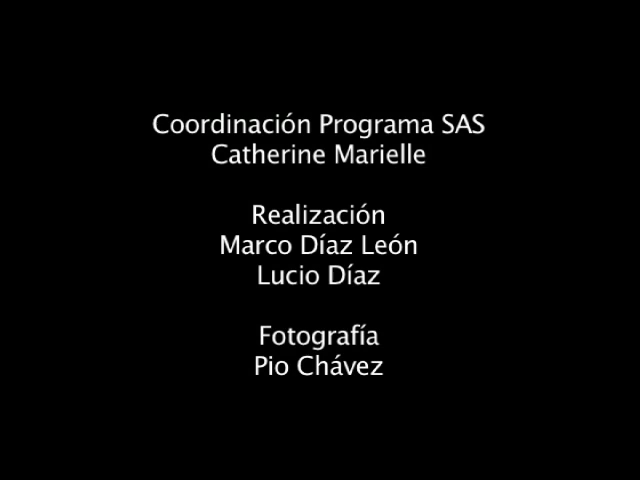 Coordinación Programa SAS
Catherine Marielle
Realización
Marco Díaz León
Lucio Díaz
Fotografía
Pio Chávez